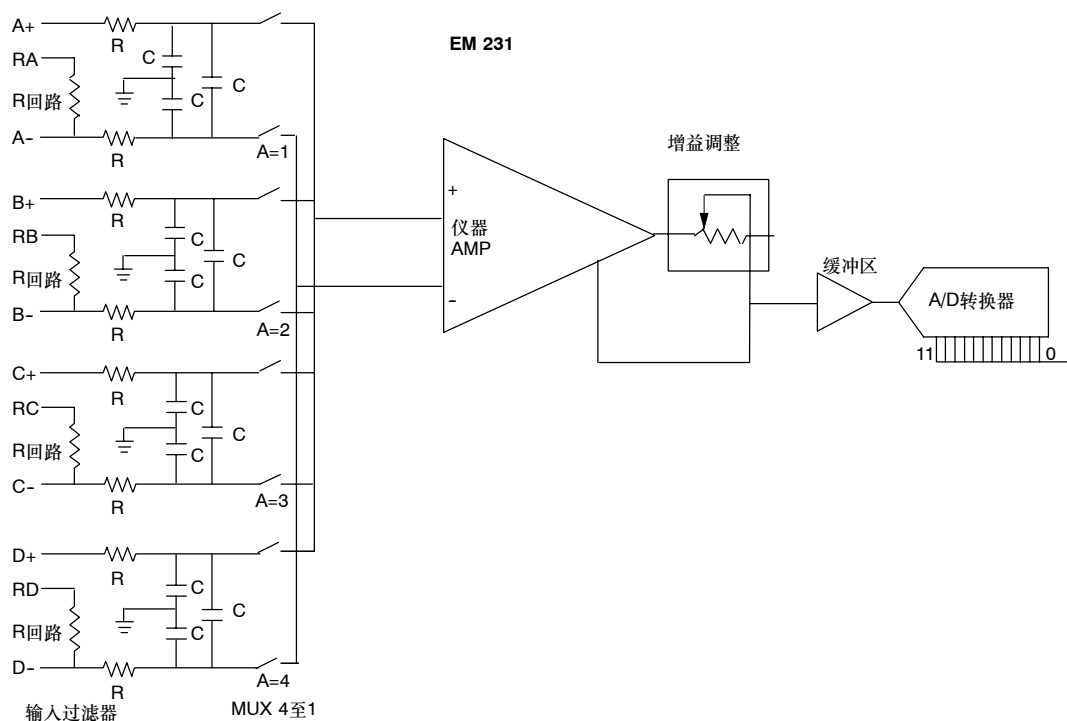 EM 231
A+
R
C
C
C
RA
R回路
A-
R
A=1
B+
R
C
C
C
RB
R回路
B-
R
A=2
C+
R
C
C
C
RC
R回路
C-
R
A=3
D+
R
C
C
C
RD
R回路
D-
R
A=4
输入过滤器
MUX 4至1
+
仪器
AMP
-
增益调整
缓冲区
A/D转换器
11
0